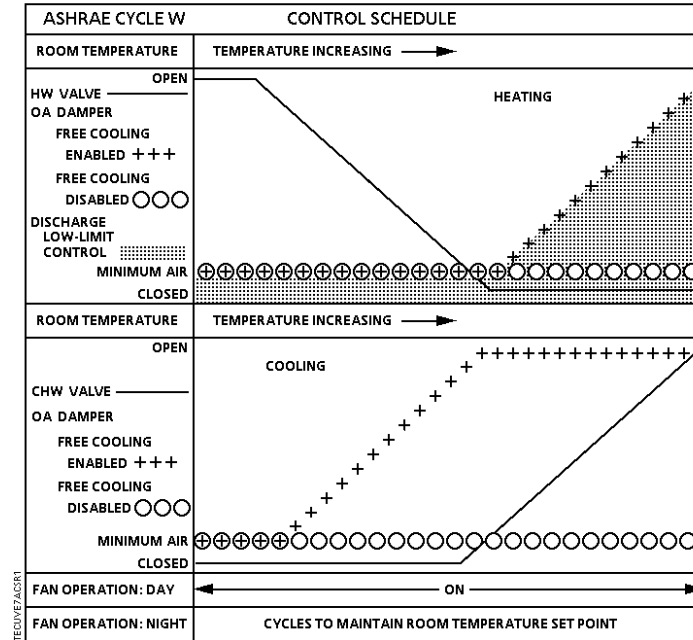 ASHRAE CYCLE W CONTROL SCHEDULE
ROOM TEMPERATURE TEMPERATURE INCREASING
OPEN
HW VALVE
HEATING
OA DAMPER
FREE COOLING
ENABLED
FREE COOLING
DISABLED
DISCHARGE
LOW-LIMIT
CONTROL
MINIMUM AIR
CLOSED
ROOM TEMPERATURE TEMPERATURE INCREASING
OPEN
COOLING
CHW VALVE
OA DAMPER
FREE COOLING
ENABLED
FREE COOLING
DISABLED
MINIMUM AIR
CLOSED
FAN OPERATION: DAY ON
FAN OPERATION: NIGHT CYCLES TO MAINTAIN ROOM TEMPERATURE SET POINT